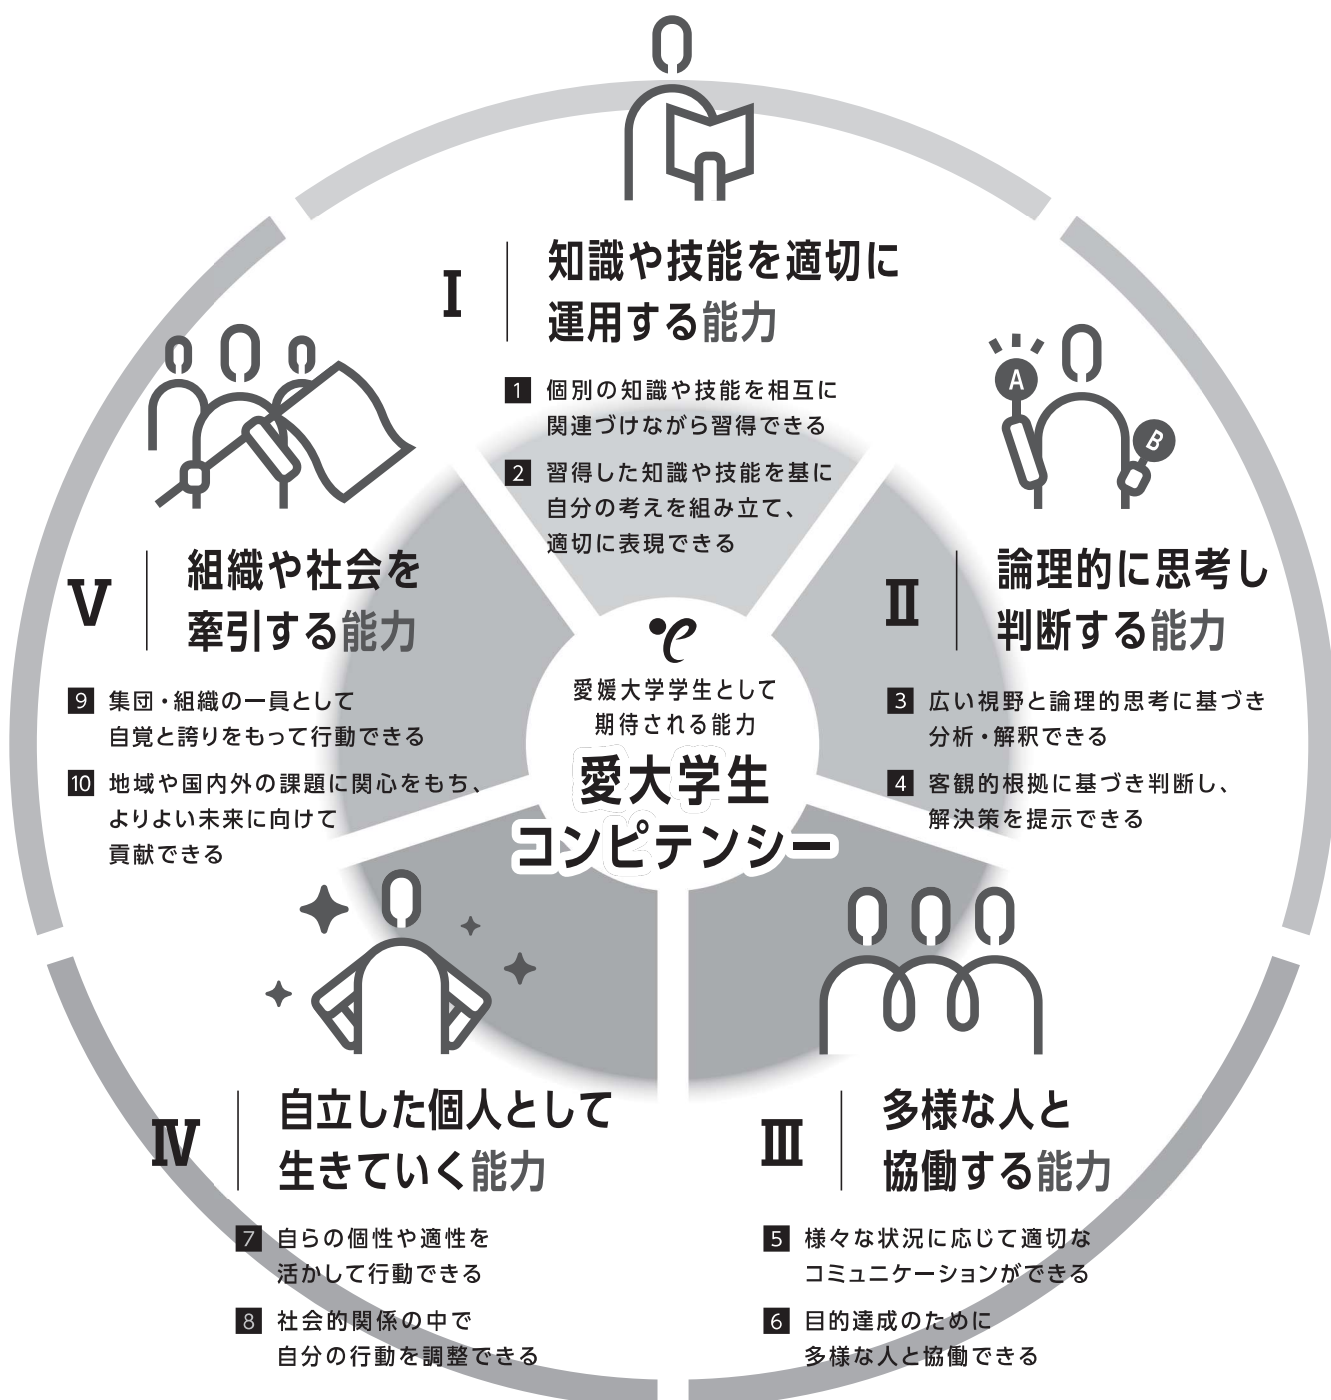 I
知識や技能を適切に
運用する能力
1 個別の知識や技能を相互に
関連づけながら習得できる
2 習得した知識や技能を基に
自分の考えを組み立て、
適切に表現できる
A
B
II
論理的に思考し
判断する能力
3 広い視野と論理的思考に基づき
分析・解釈できる
4 客観的根拠に基づき判断し、
解決策を提示できる
V
組織や社会を
牽引する能力
9 集団・組織の一員として
自覚と誇りをもって行動できる
10 地域や国内外の課題に関心をもち、
よりよい未来に向けて
貢献できる
e
愛媛大学学生として
期待される能力
愛大学生
コンピテンシー
IV
自立した個人として
生きていく能力
7 自らの個性や適性を
活かして行動できる
8 社会的関係の中で
自分の行動を調整できる
III
多様な人と
協働する能力
5 様々な状況に応じて適切な
コミュニケーションができる
6 目的達成のために
多様な人と協働できる